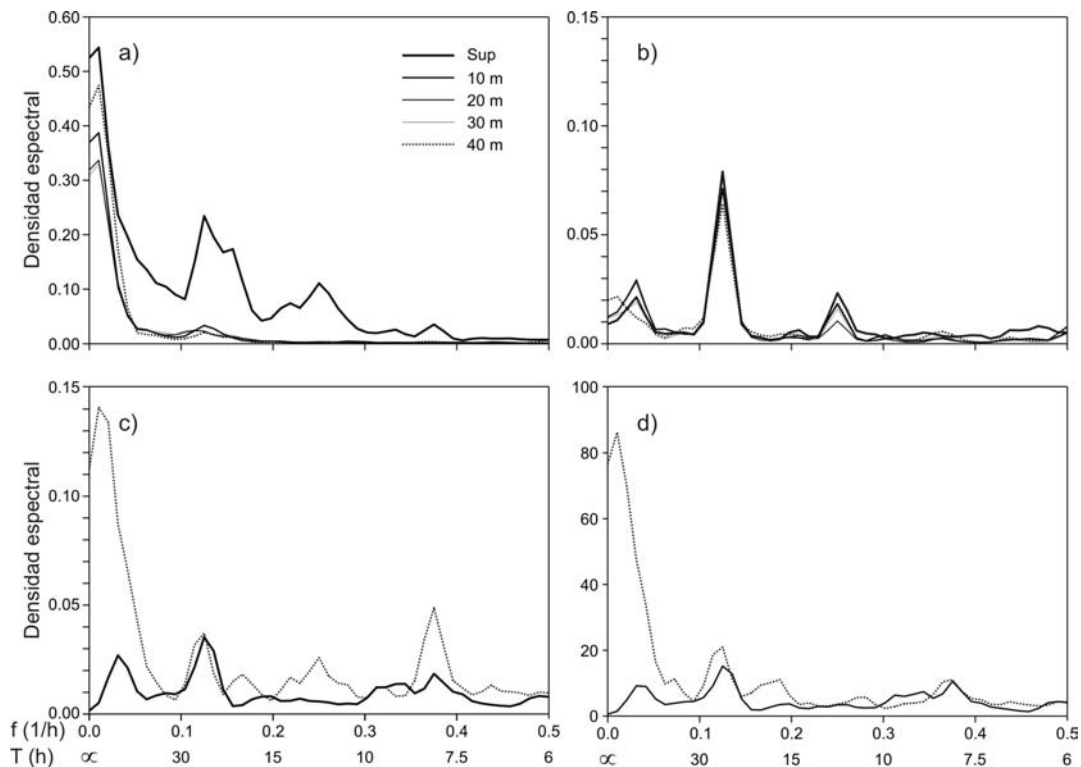 a)
Sup
10 m
20 m
30 m
40 m
Densidad espectral
0.60
0.50
0.40
0.30
0.20
0.10
0.00
b)
0.15
0.10
0.05
0.00
c)
Densidad espectral
0.15
0.10
0.05
0.00
f (1/h) 0.0 0.1 0.2 0.3 0.4 0.5
T (h) ∝ 30 15 10 7.5 6
d)
100
80
60
40
20
0
0.0 0.1 0.2 0.3 0.4 0.5
∝ 30 15 10 7.5 6